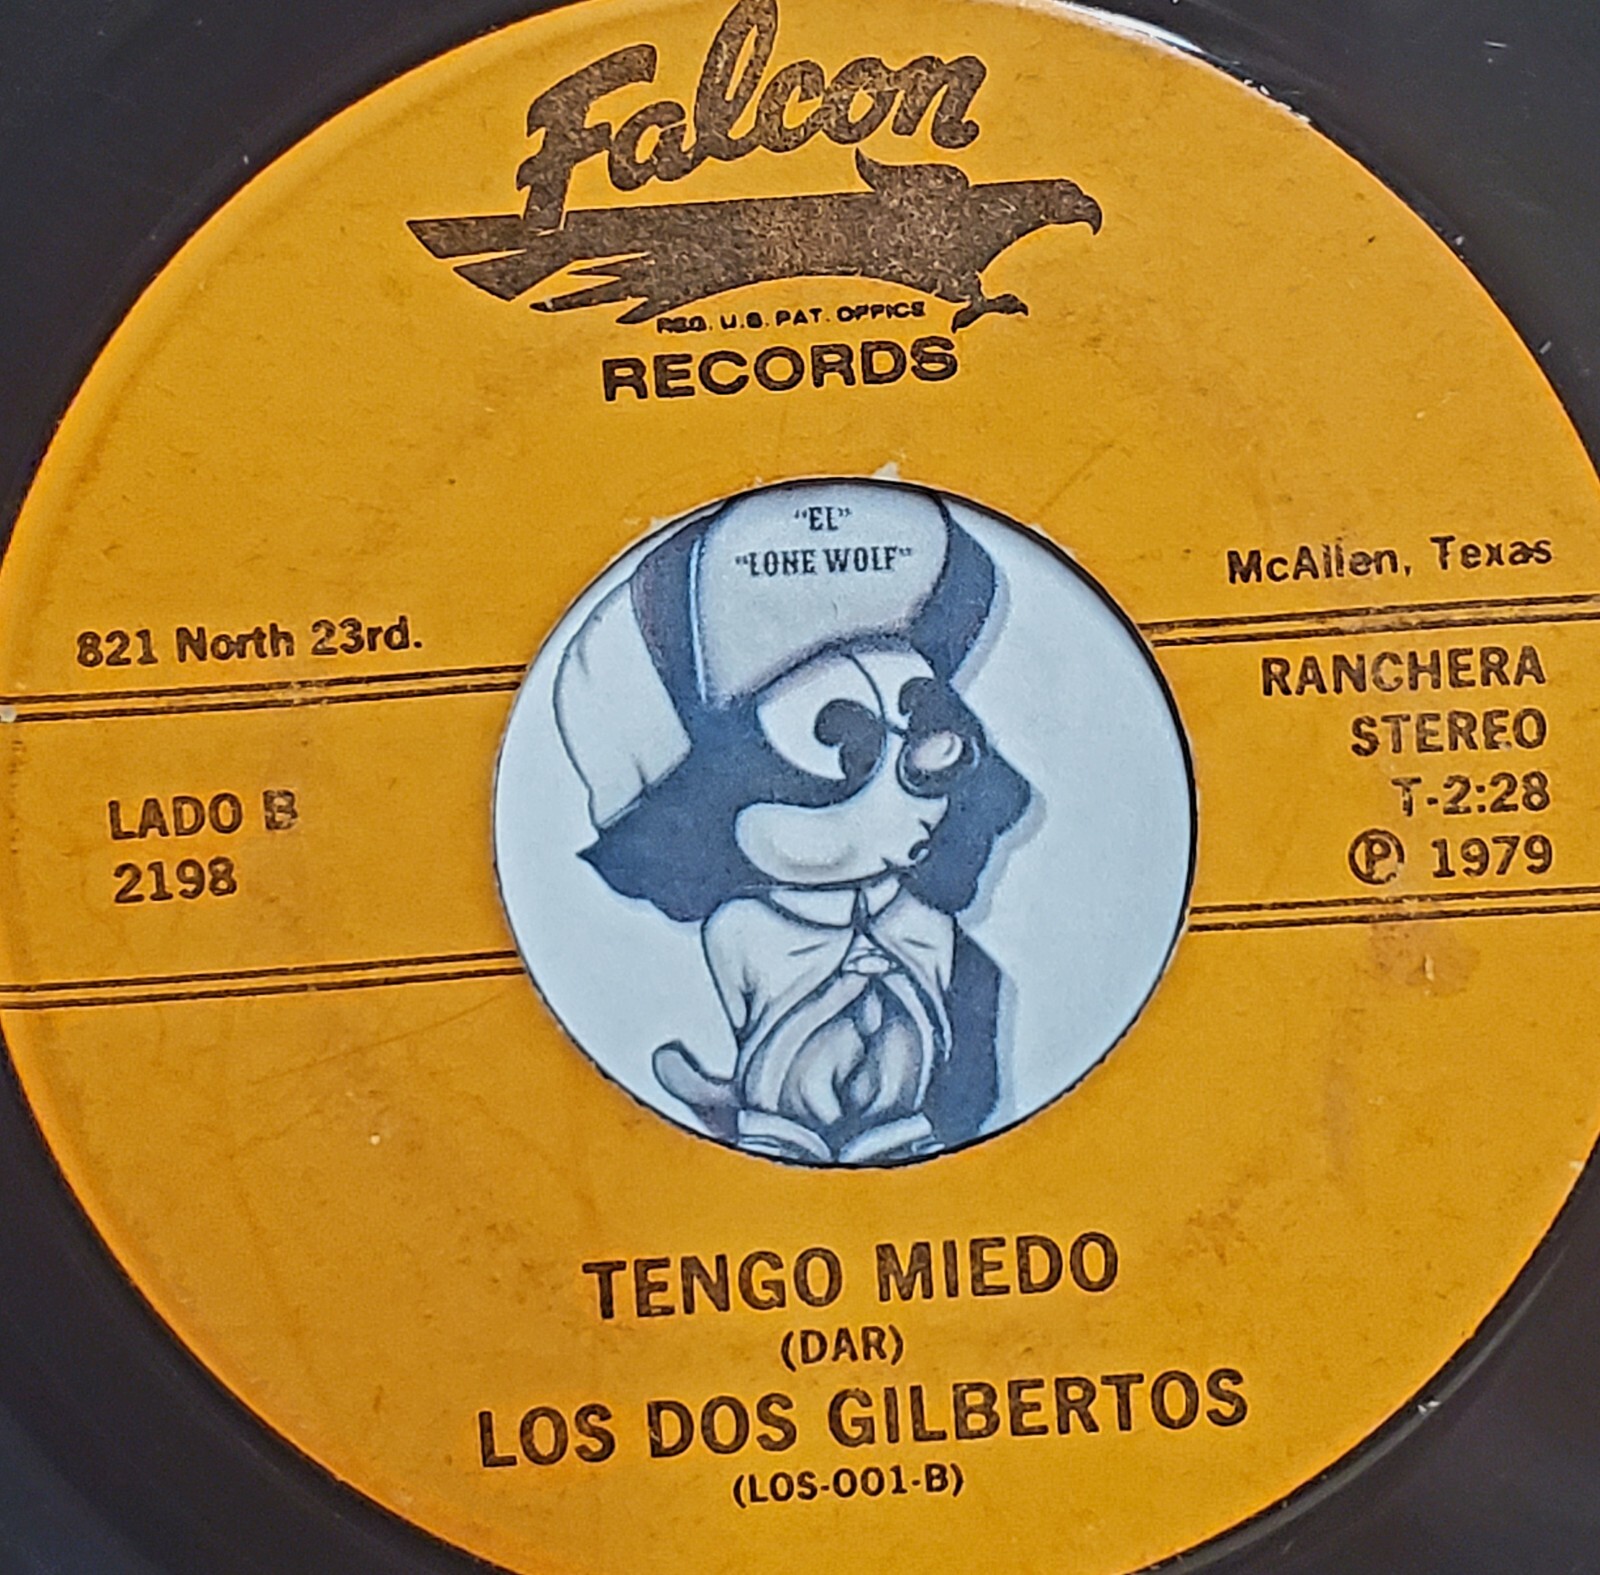 Falcon
REG. U.S. PAT. OFFICE
RECORDS
"EL"
"LONE WOLF"
821 North 23rd.
McAllen, Texas
LADO B
2198
RANCHERA
STEREO
T-2:28
Ⓟ 1979
TENGO MIEDO
(DAR)
LOS DOS GILBERTOS
(LOS-001-B)